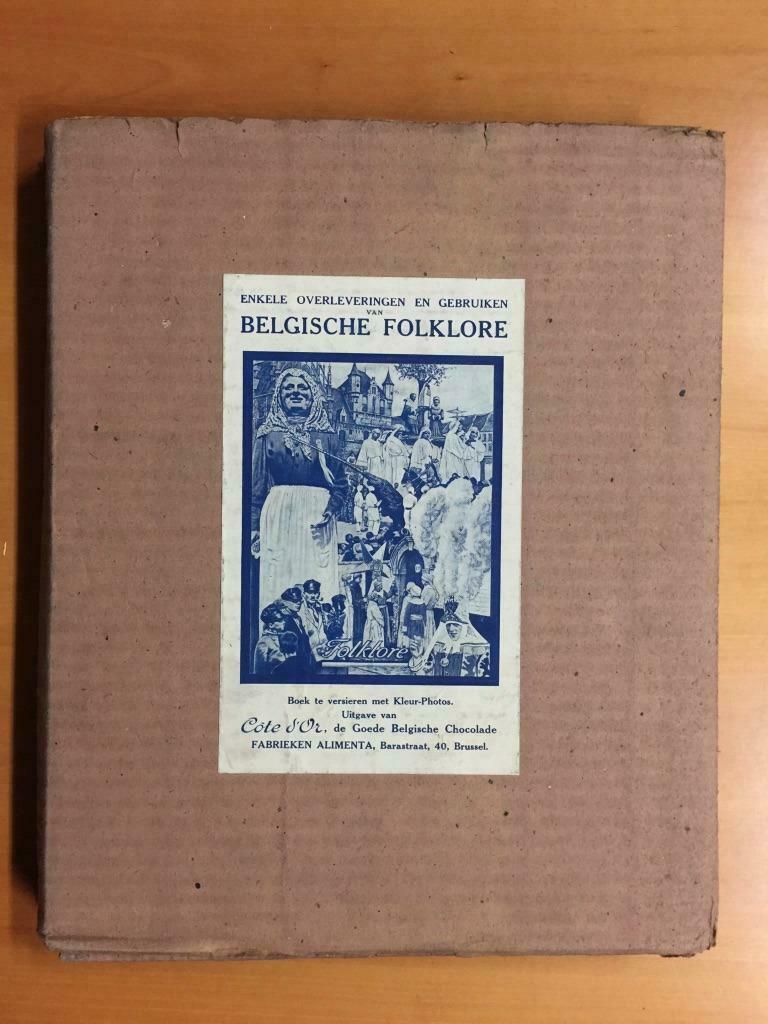 ENKELE OVERLEVERINGEN EN GEBRUIKEN
VAN
BELGISCHE FOLKLORE
Folklore
Boek te versieren met Kleur-Photos.
Uitgave van
Côte d'Or, de Goede Belgische Chocolade
FABRIEKEN ALIMENTA, Barastraat, 40, Brussel.